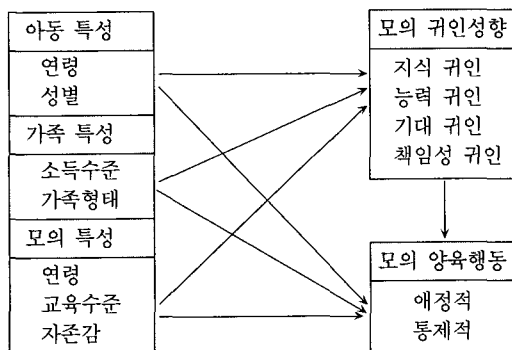 아동 특성
연령
성별
가족 특성
소득수준
가족형태
모의 특성
연령
교육수준
자존감
모의 귀인성향
지식 귀인
능력 귀인
기대 귀인
책임성 귀인
모의 양육행동
애정적
통제적